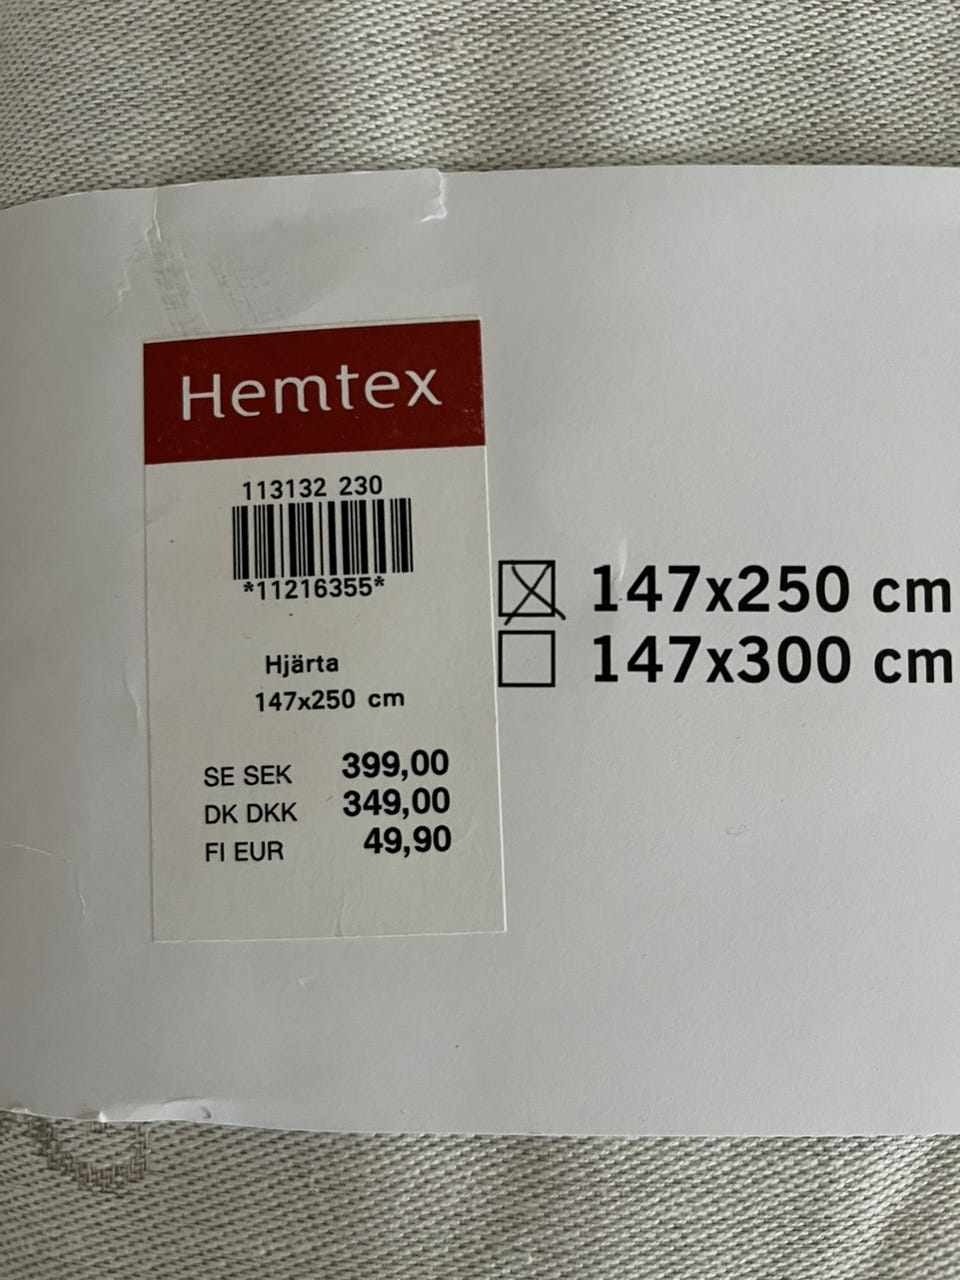 Hemtex
113132 230
*11216355*
Hjärta
147x250 cm
SE SEK 399,00
DK DKK 349,00
FI EUR 49,90
147x250 cm
147x300 cm